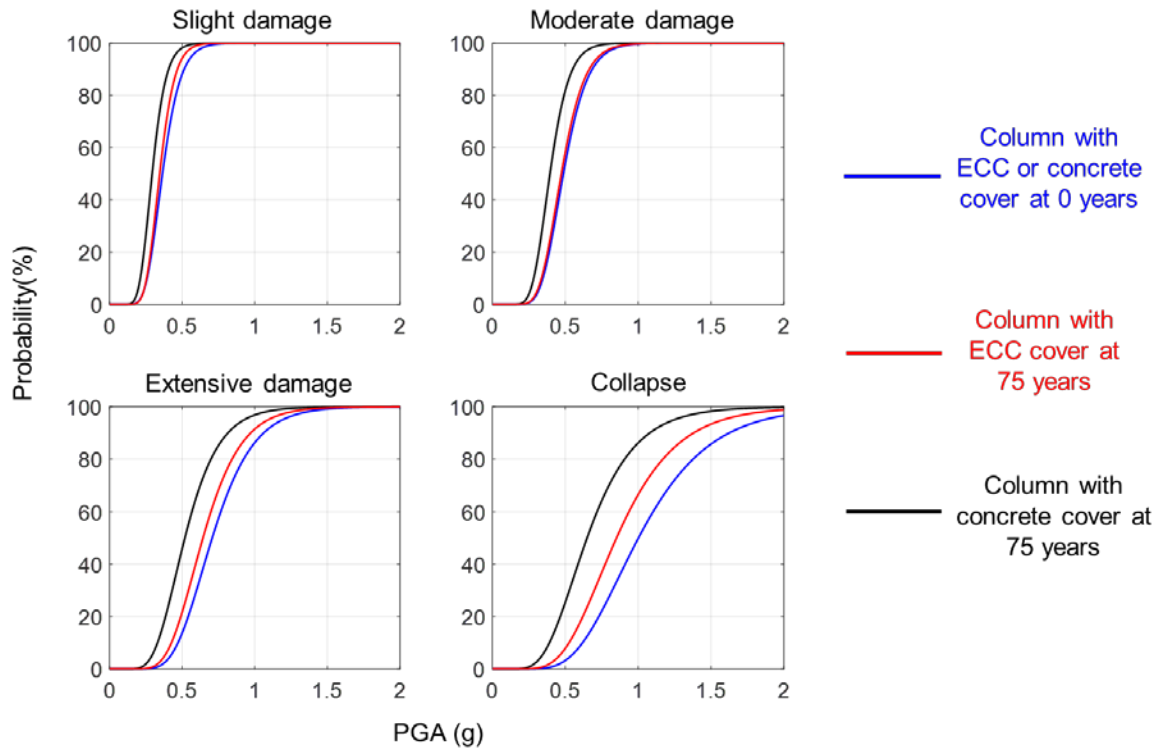 Slight damage
100
80
60
40
20
0
0
0.5
1
1.5
2
Moderate damage
100
80
60
40
20
0
0
0.5
1
1.5
2
Probability(%)
Extensive damage
100
80
60
40
20
0
0
0.5
1
1.5
2
Collapse
100
80
60
40
20
0
0
0.5
1
1.5
2
PGA (g)
Column with
ECC or concrete
cover at 0 years
Column with
ECC cover at
75 years
Column with
concrete cover at
75 years